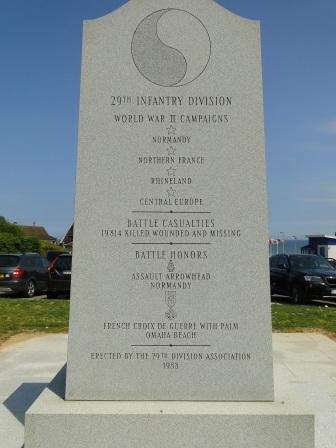 29TH INFANTRY DIVISION
WORLD WAR II CAMPAIGNS
NORMANDY
NORTHERN FRANCE
RHINELAND
CENTRAL EUROPE
BATTLE CASUALTIES
19,814 KILLED, WOUNDED AND MISSING
BATTLE HONORS
ASSAULT ARROWHEAD
NORMANDY
FRENCH CROIX DE GUERRE WITH PALM
OMAHA BEACH
ERECTED BY THE 29TH DIVISION ASSOCIATION
1988